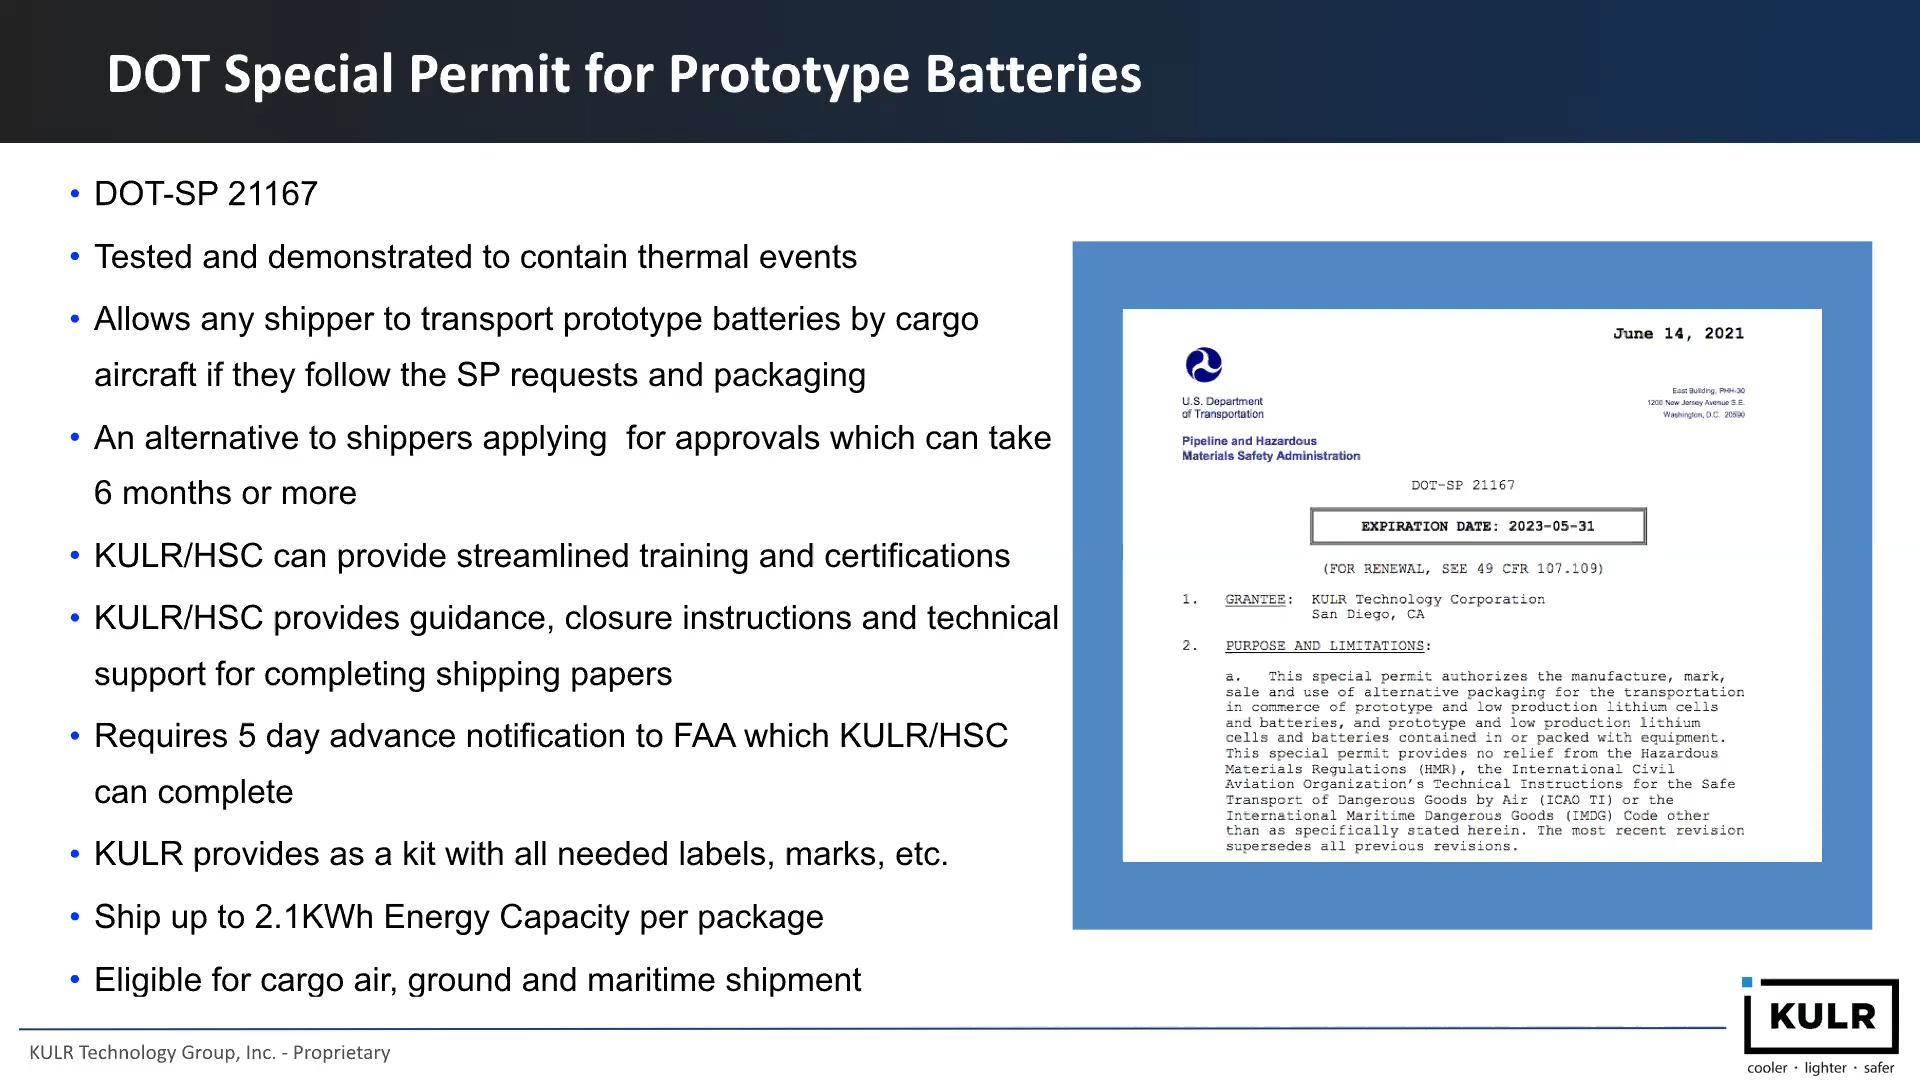 DOT Special Permit for Prototype Batteries
• DOT-SP 21167
• Tested and demonstrated to contain thermal events
• Allows any shipper to transport prototype batteries by cargo
aircraft if they follow the SP requests and packaging
• An alternative to shippers applying  for approvals which can take
6 months or more
• KULR/HSC can provide streamlined training and certifications
• KULR/HSC provides guidance, closure instructions and technical
support for completing shipping papers
• Requires 5 day advance notification to FAA which KULR/HSC
can complete
• KULR provides as a kit with all needed labels, marks, etc.
• Ship up to 2.1KWh Energy Capacity per package
• Eligible for cargo air, ground and maritime shipment
June 14, 2021
U.S. Department
of Transportation
East Building, PHH-30
1200 New Jersey Avenue S.E.
Washington, D.C. 20590
Pipeline and Hazardous
Materials Safety Administration
DOT-SP 21167
EXPIRATION DATE: 2023-05-31
(FOR RENEWAL, SEE 49 CFR 107.109)
1. GRANTEE: KULR Technology Corporation
San Diego, CA
2. PURPOSE AND LIMITATIONS:
a. This special permit authorizes the manufacture, mark,
sale and use of alternative packaging for the transportation
in commerce of prototype and low production lithium cells
and batteries, and prototype and low production lithium
cells and batteries contained in or packed with equipment.
This special permit provides no relief from the Hazardous
Materials Regulations (HMR), the International Civil
Aviation Organization's Technical Instructions for the Safe
Transport of Dangerous Goods by Air (ICAO TI) or the
International Maritime Dangerous Goods (IMDG) Code other
than as specifically stated herein. The most recent revision
supersedes all previous revisions.
KULR Technology Group, Inc. - Proprietary
KULR
cooler · lighter · safer